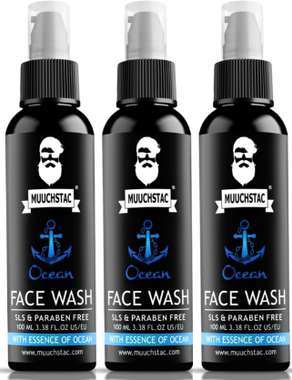 MUUCHSTAC®
Ocean
FACE WASH
SLS & PARABEN FREE
100 ML 3.38 FL.OZ US/EU
WITH ESSENCE OF OCEAN
www.muuchstac.com
MUUCHSTAC®
Ocean
FACE WASH
SLS & PARABEN FREE
100 ML 3.38 FL.OZ US/EU
WITH ESSENCE OF OCEAN
www.muuchstac.com
MUUCHSTAC®
Ocean
FACE WASH
SLS & PARABEN FREE
100 ML 3.38 FL.OZ US/EU
WITH ESSENCE OF OCEAN
www.muuchstac.com